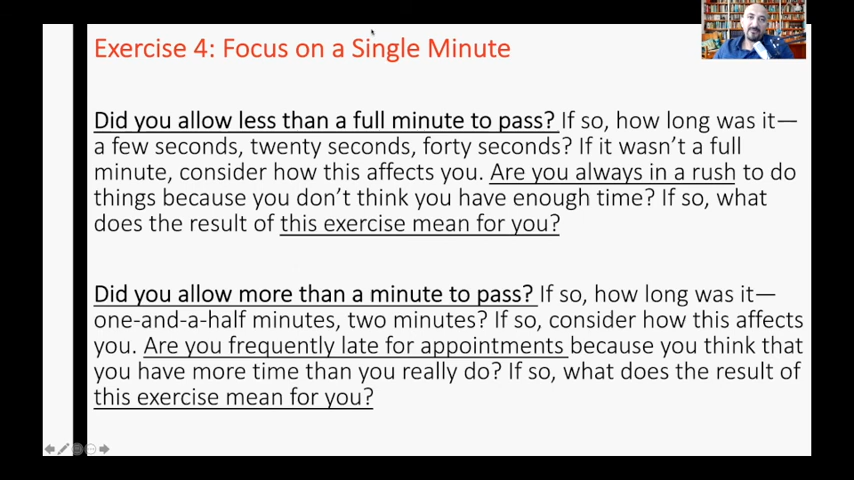 Exercise 4: Focus on a Single Minute
Did you allow less than a full minute to pass? If so, how long was it—
a few seconds, twenty seconds, forty seconds? If it wasn’t a full
minute, consider how this affects you. Are you always in a rush to do
things because you don’t think you have enough time? If so, what
does the result of this exercise mean for you?
Did you allow more than a minute to pass? If so, how long was it—
one-and-a-half minutes, two minutes? If so, consider how this affects
you. Are you frequently late for appointments because you think that
you have more time than you really do? If so, what does the result of
this exercise mean for you?